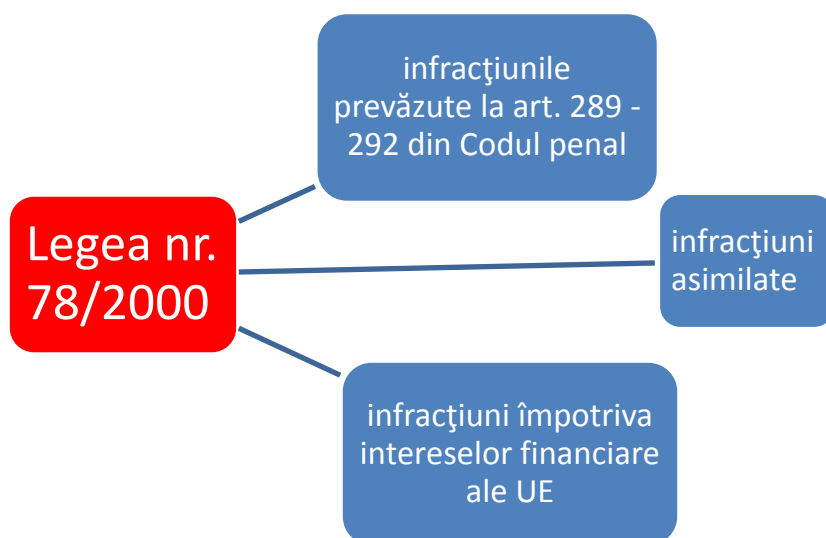 infracţiunile
prevăzute la art. 289 -
292 din Codul penal
Legea nr.
78/2000
infracţiuni
asimilate
infracţiuni împotriva
intereselor financiare
ale UE